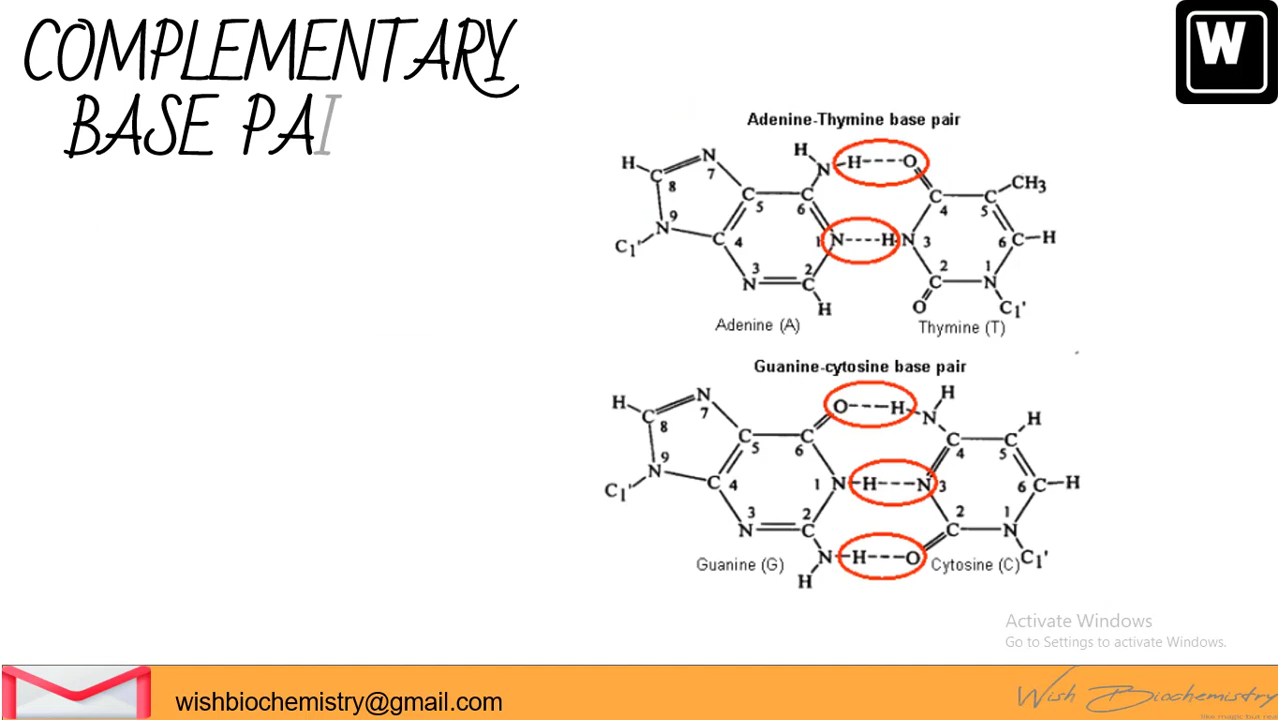 COMPLEMENTARY
BASE PAI
W
Adenine-Thymine base pair
H H H----O
N N
8 7 CH3
C 5 6 C 4 5
9 N C 4 1 N----H N 3 6 C H
C1' 3 2 2 1
N C C N
H O C1'
Adenine (A) Thymine (T)
Guanine-cytosine base pair
H N O---H H
C 8 7 N H
C 5 6 C 4 5
9 N C 4 1 N H---N 3 6 C H
C1' 3 2 2 1
N C C N
N H---O C1'
H
Guanine (G) Cytosine (C)
Activate Windows
Go to Settings to activate Windows.
wishbiochemistry@gmail.com
Wish Biochemistry